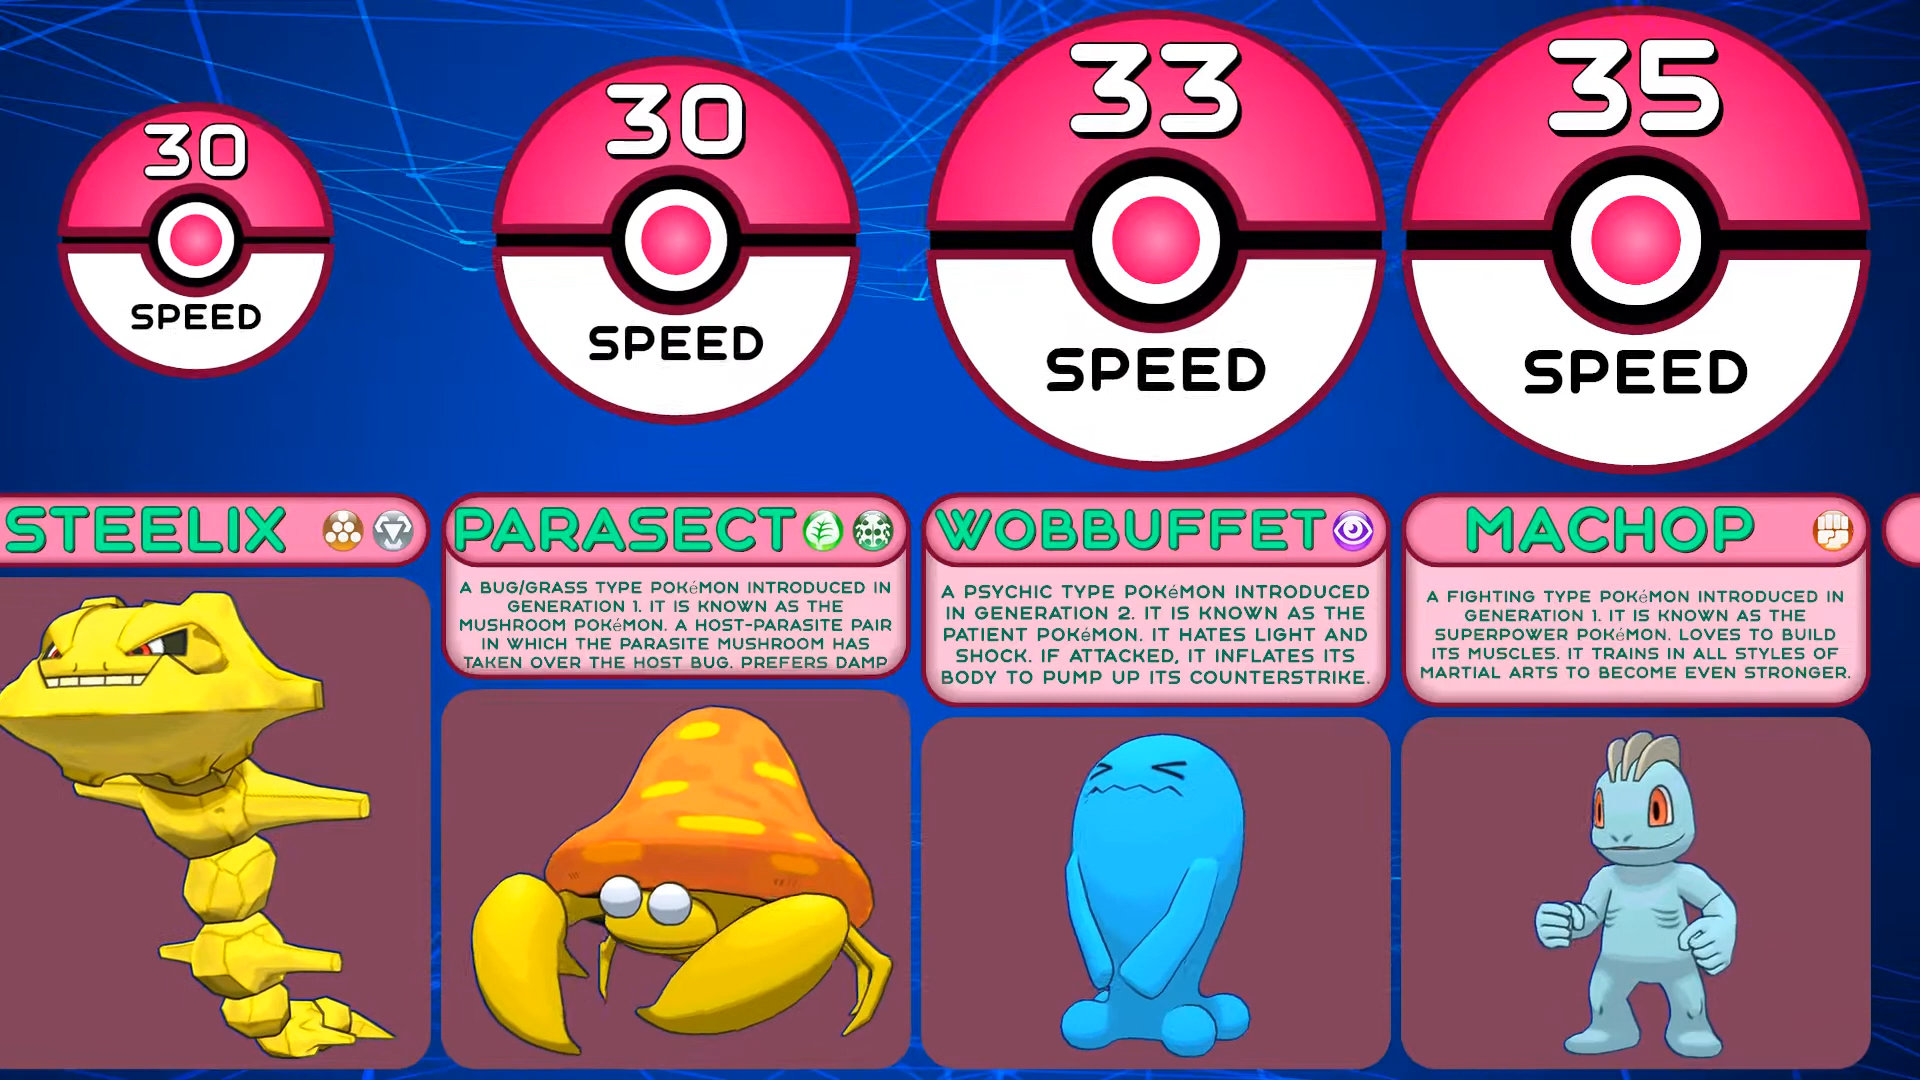 30
SPEED
30
SPEED
33
SPEED
35
SPEED
STEELIX
PARASECT
A BUG/GRASS TYPE POKéMON INTRODUCED IN
GENERATION 1. IT IS KNOWN AS THE
MUSHROOM POKéMON. A HOST-PARASITE PAIR
IN WHICH THE PARASITE MUSHROOM HAS
TAKEN OVER THE HOST BUG. PREFERS DAMP
WOBBUFFET
A PSYCHIC TYPE POKéMON INTRODUCED
IN GENERATION 2. IT IS KNOWN AS THE
PATIENT POKéMON. IT HATES LIGHT AND
SHOCK. IF ATTACKED, IT INFLATES ITS
BODY TO PUMP UP ITS COUNTERSTRIKE.
MACHOP
A FIGHTING TYPE POKéMON INTRODUCED IN
GENERATION 1. IT IS KNOWN AS THE
SUPERPOWER POKéMON. LOVES TO BUILD
ITS MUSCLES. IT TRAINS IN ALL STYLES OF
MARTIAL ARTS TO BECOME EVEN STRONGER.